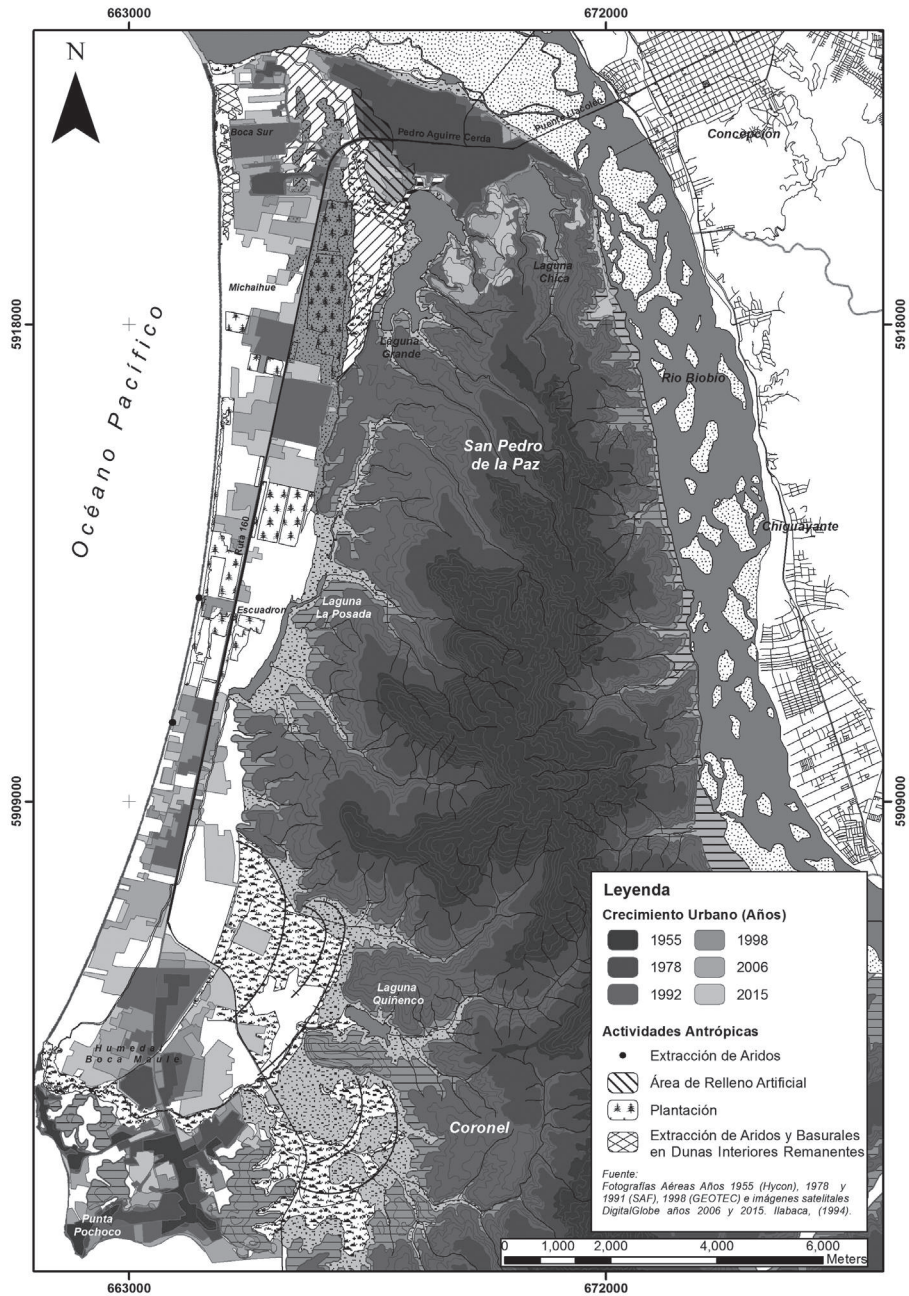 663000
672000
N
Boca Sur
Pedro Aguirre Cerda
Puente Llacolén
Concepción
Michaihue
Laguna
Chica
5918000
5918000
Laguna
Grande
Océano Pacífico
Río Biobío
San Pedro
de la Paz
Ruta 160
Chiguayante
Escuadron
Laguna
La Posada
5909000
5909000
Laguna
Quiñenco
Humedal
Boca Maule
Coronel
Punta
Pochoco
Leyenda
Crecimiento Urbano (Años)
1955
1998
1978
2006
1992
2015
Actividades Antrópicas
Extracción de Aridos
Área de Relleno Artificial
Plantación
Extracción de Aridos y Basurales
en Dunas Interiores Remanentes
Fuente:
Fotografías Aéreas Años 1955 (Hycon), 1978 y
1991 (SAF), 1998 (GEOTEC) e imágenes satelitales
DigitalGlobe años 2006 y 2015. Ilabaca, (1994).
0 1,000 2,000 4,000 6,000
Meters
663000
672000